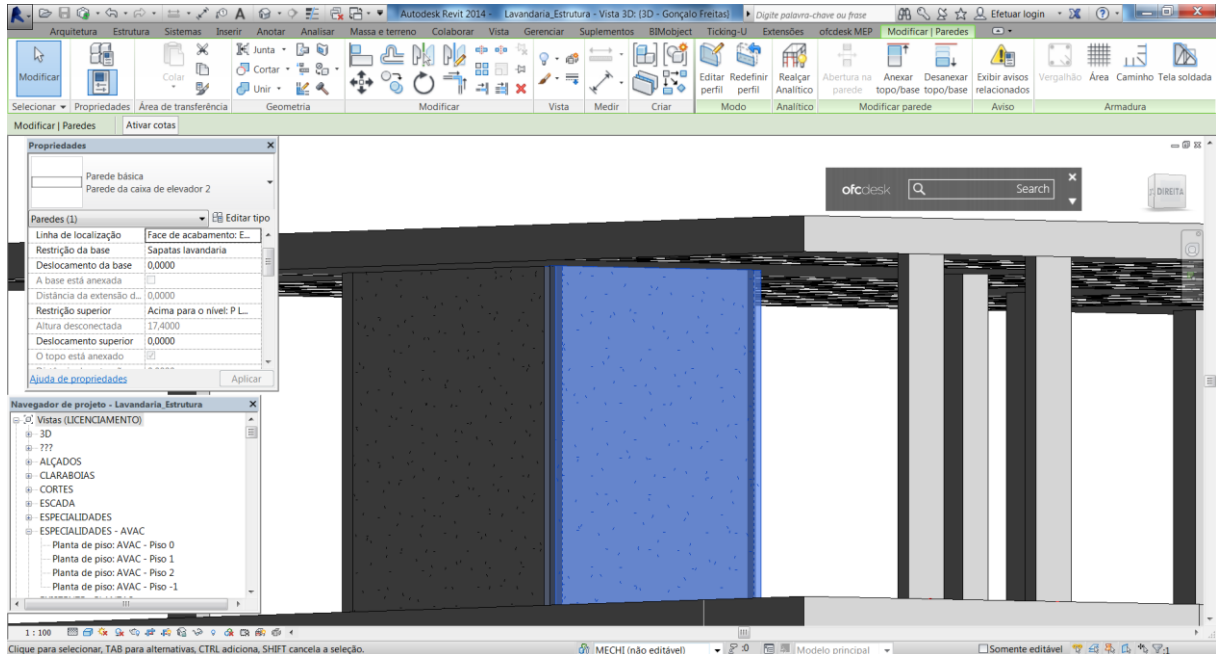 Autodesk Revit 2014 - Lavandaria_Estrutura - Vista 3D: (3D - Gonçalo Freitas)
Digite palavra-chave ou frase
Efetuar login
Arquitetura Estrutura Sistemas Inserir Anotar Analisar Massa e terreno Colaborar Vista Gerenciar Suplementos BIMobject Ticking-U Extensões ofcdesk MEP Modificar | Paredes
Junta
Cortar
Unir
Modificar
Colar
Editar perfil
Redefinir perfil
Realçar Analítico
Abertura na parede
Anexar topo/base
Desanexar topo/base
Exibir avisos relacionados
Vergalhão Área Caminho Tela soldada
Selecionar Propriedades Área de transferência Geometria Modificar Vista Medir Criar Modo Analítico Modificar parede Aviso Armadura
Modificar | Paredes Ativar cotas
Propriedades
Parede básica
Parede da caixa de elevador 2
Paredes (1) Editar tipo
Linha de localização Face de acabamento: E...
Restrição da base Sapatas lavandaria
Deslocamento da base 0,0000
A base está anexada
Distância da extensão d... 0,0000
Restrição superior Acima para o nível: P L...
Altura desconectada 17,4000
Deslocamento superior 0,0000
O topo está anexado
Ajuda de propriedades Aplicar
ofcdesk Search
DIREITA
Navegador de projeto - Lavandaria_Estrutura
Vistas (LICENCIAMENTO)
3D
???
ALÇADOS
CLARABOIAS
CORTES
ESCADA
ESPECIALIDADES
ESPECIALIDADES - AVAC
Planta de piso: AVAC - Piso 0
Planta de piso: AVAC - Piso 1
Planta de piso: AVAC - Piso 2
Planta de piso: AVAC - Piso -1
1 : 100
Clique para selecionar, TAB para alternativas, CTRL adiciona, SHIFT cancela a seleção.
MECHI (não editável) :0 Modelo principal Somente editável :1